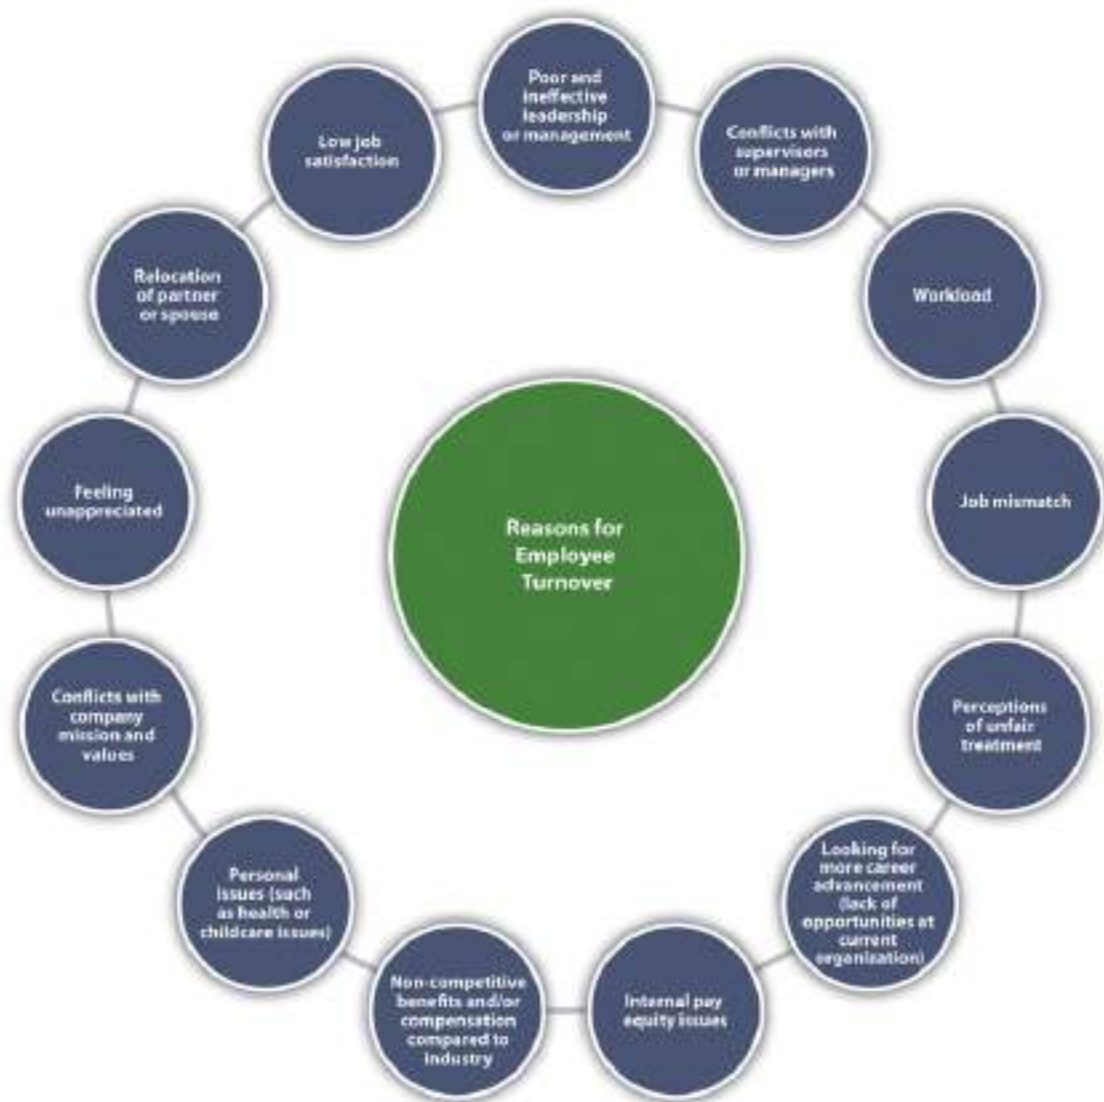 Poor and
ineffective
leadership
or management
Conflicts with
supervisors
or managers
Workload
Job mismatch
Perceptions
of unfair
treatment
Looking for
more career
advancement
(lack of
opportunities at
current
organization)
Internal pay
equity issues
Non-competitive
benefits and/or
compensation
compared to
industry
Personal
issues (such
as health or
childcare issues)
Conflicts with
company
mission and
values
Feeling
unappreciated
Relocation
of partner
or spouse
Low job
satisfaction
Reasons for
Employee
Turnover